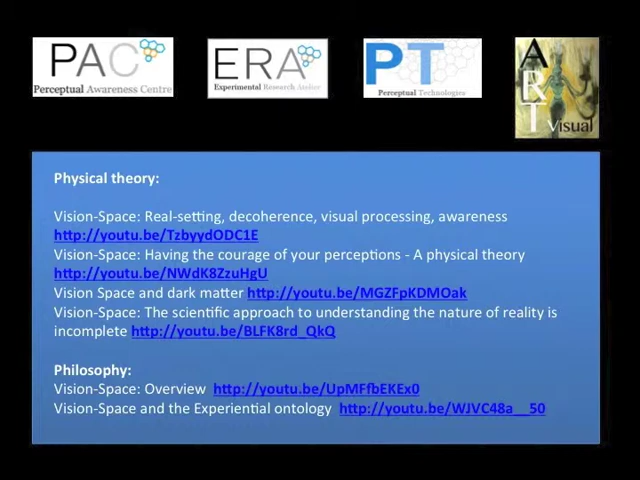 PAC
Perceptual Awareness Centre
ERA
Experimental Research Atelier
PT
Perceptual Technologies
ART
Visual
Physical theory:
Vision-Space: Real-setting, decoherence, visual processing, awareness
http://youtu.be/TzbyydODC1E
Vision-Space: Having the courage of your perceptions - A physical theory
http://youtu.be/NWdK8ZzuHgU
Vision Space and dark matter http://youtu.be/MGZFpKDMOak
Vision-Space: The scientific approach to understanding the nature of reality is
incomplete http://youtu.be/BLFK8rd_QkQ
Philosophy:
Vision-Space: Overview http://youtu.be/UpMFfbEKEx0
Vision-Space and the Experiential ontology http://youtu.be/WJVC48a__50